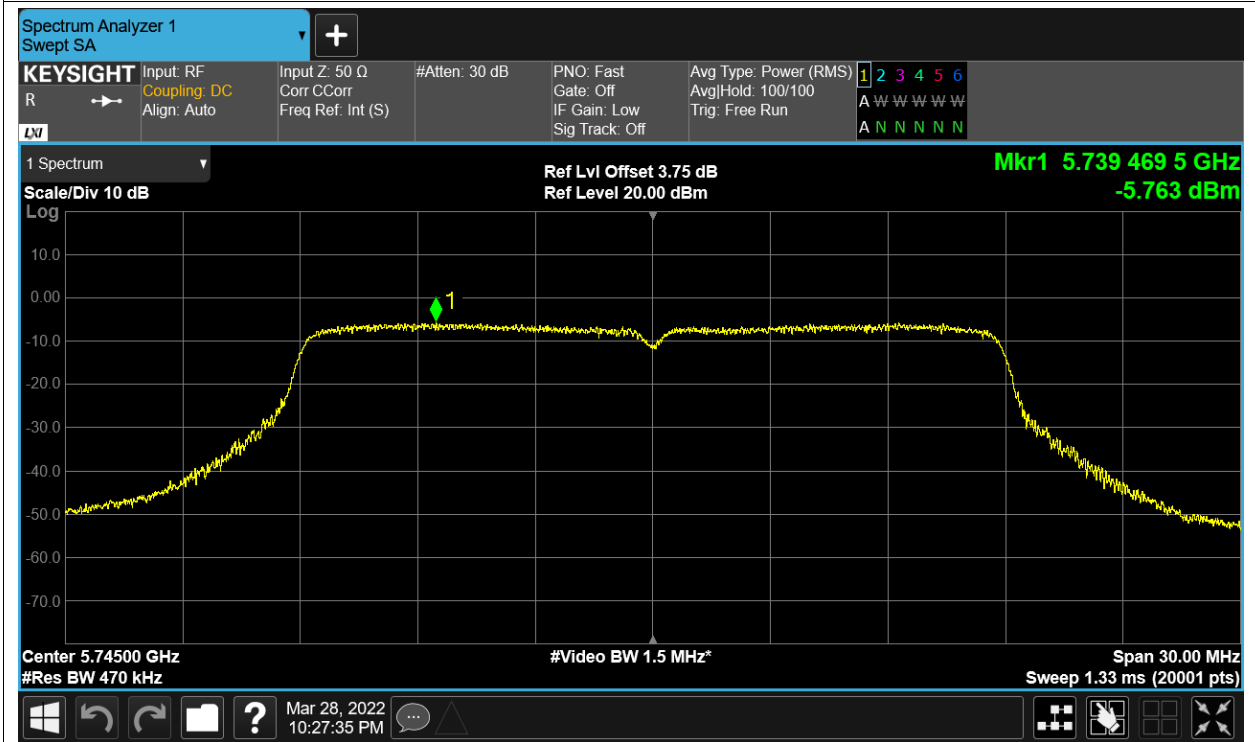 Spectrum Analyzer 1
Swept SA
+
KEYSIGHT
R
LXI
Input: RF
Coupling: DC
Align: Auto
Input Z: 50 Ω
Corr CCorr
Freq Ref: Int (S)
#Atten: 30 dB
PNO: Fast
Gate: Off
IF Gain: Low
Sig Track: Off
Avg Type: Power (RMS)
Avg|Hold: 100/100
Trig: Free Run
1 2 3 4 5 6
A W W W W W
A N N N N N
1 Spectrum
Scale/Div 10 dB
Log
Ref Lvl Offset 3.75 dB
Ref Level 20.00 dBm
Mkr1 5.739 469 5 GHz
-5.763 dBm
10.0
0.00
-10.0
-20.0
-30.0
-40.0
-50.0
-60.0
-70.0
1
Center 5.74500 GHz
#Res BW 470 kHz
#Video BW 1.5 MHz*
Span 30.00 MHz
Sweep 1.33 ms (20001 pts)
?
Mar 28, 2022
10:27:35 PM